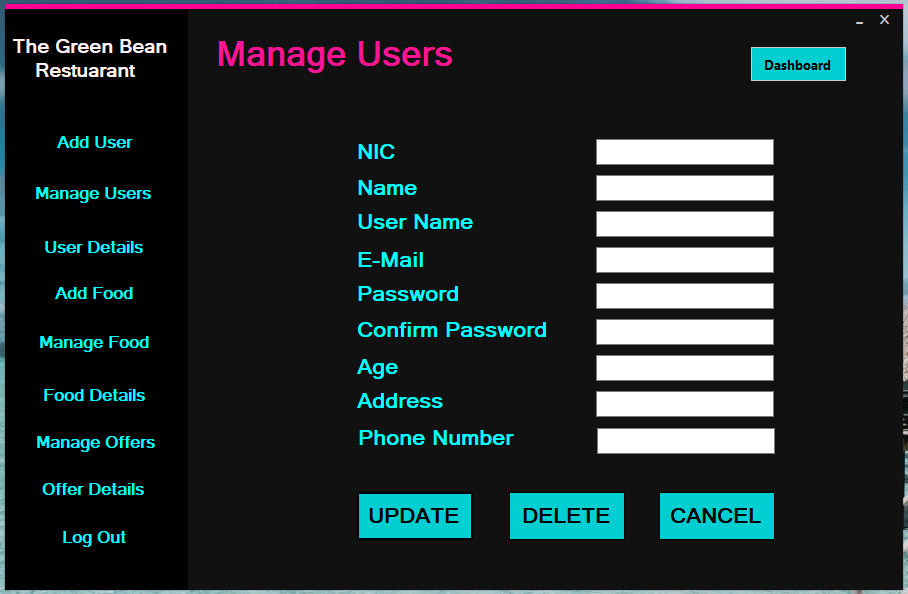 The Green Bean
Restuarant
Manage Users
Dashboard
Add User
Manage Users
User Details
Add Food
Manage Food
Food Details
Manage Offers
Offer Details
Log Out
NIC
Name
User Name
E-Mail
Password
Confirm Password
Age
Address
Phone Number
UPDATE
DELETE
CANCEL